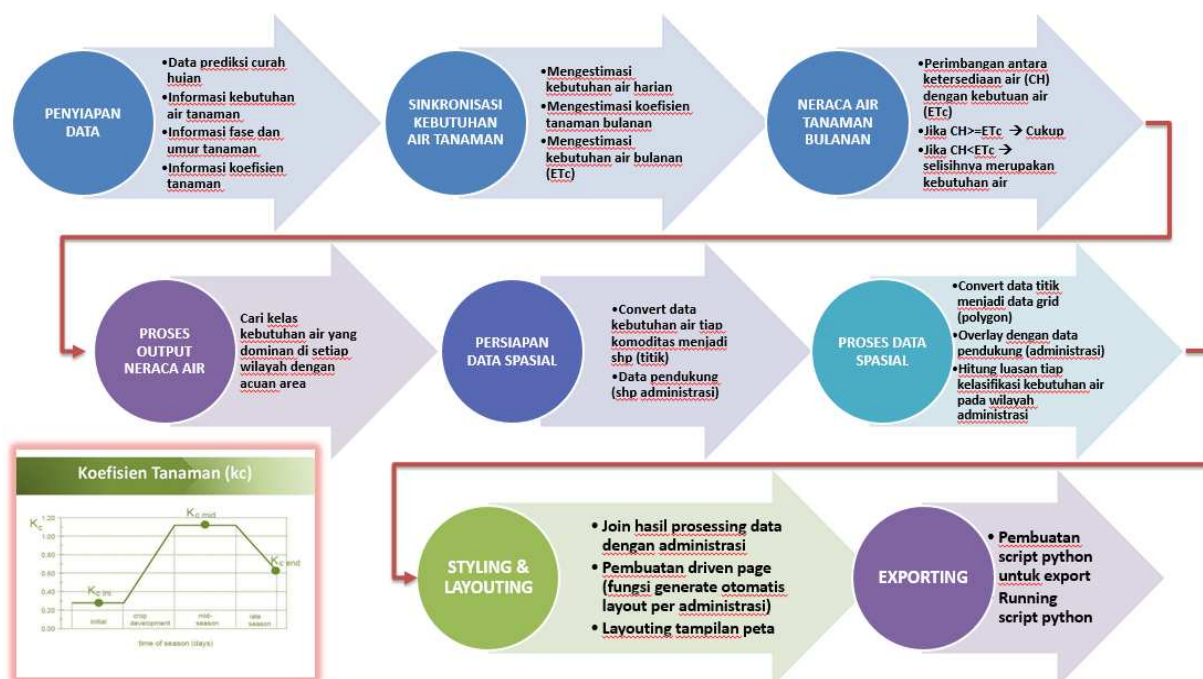 PENYIAPAN
DATA
•Data prediksi curah
huian
•Informasi kebutuhan
air tanaman
•Informasi fase dan
umur tanaman
•Informasi koefisien
tanaman
SINKRONISASI
KEBUTUHAN
AIR TANAMAN
•Mengestimasi
kebutuhan air harian
•Mengestimasi koefisien
tanaman bulanan
•Mengestimasi
kebutuhan air bulanan
(ETc)
NERACA AIR
TANAMAN
BULANAN
•Perimbangan antara
ketersediaan air (CH)
dengan kebutuan air
(ETc)
•Jika CH>=ETc → Cukup
•Jika CH<ETc →
selisihnya merupakan
kebutuhan air
PROSES
OUTPUT
NERACA AIR
Cari kelas
kebutuhan air yang
dominan di setiap
wilayah dengan
acuan area
PERSIAPAN
DATA SPASIAL
•Convert data
kebutuhan air tiap
komoditas menjadi
shp (titik)
•Data pendukung
(shp administrasi)
PROSES DATA
SPASIAL
•Convert data titik
menjadi data grid
(polygon)
•Overlay dengan data
pendukung (administrasi)
•Hitung luasan tiap
kelasifikasi kebutuhan air
pada wilayah
administrasi
Koefisien Tanaman (kc)
Kc
1.20
1.00
0.80
0.60
0.40
0.20
0.00
Kc ini
Kc mid
Kc end
initial
crop
development
mid-
season
late
season
time of season (days)
STYLING &
LAYOUTING
• Join hasil prosessing data
dengan administrasi
• Pembuatan driven page
(fungsi generate otomatis
layout per administrasi)
• Layouting tampilan peta
EXPORTING
• Pembuatan
script python
untuk export
Running
script python